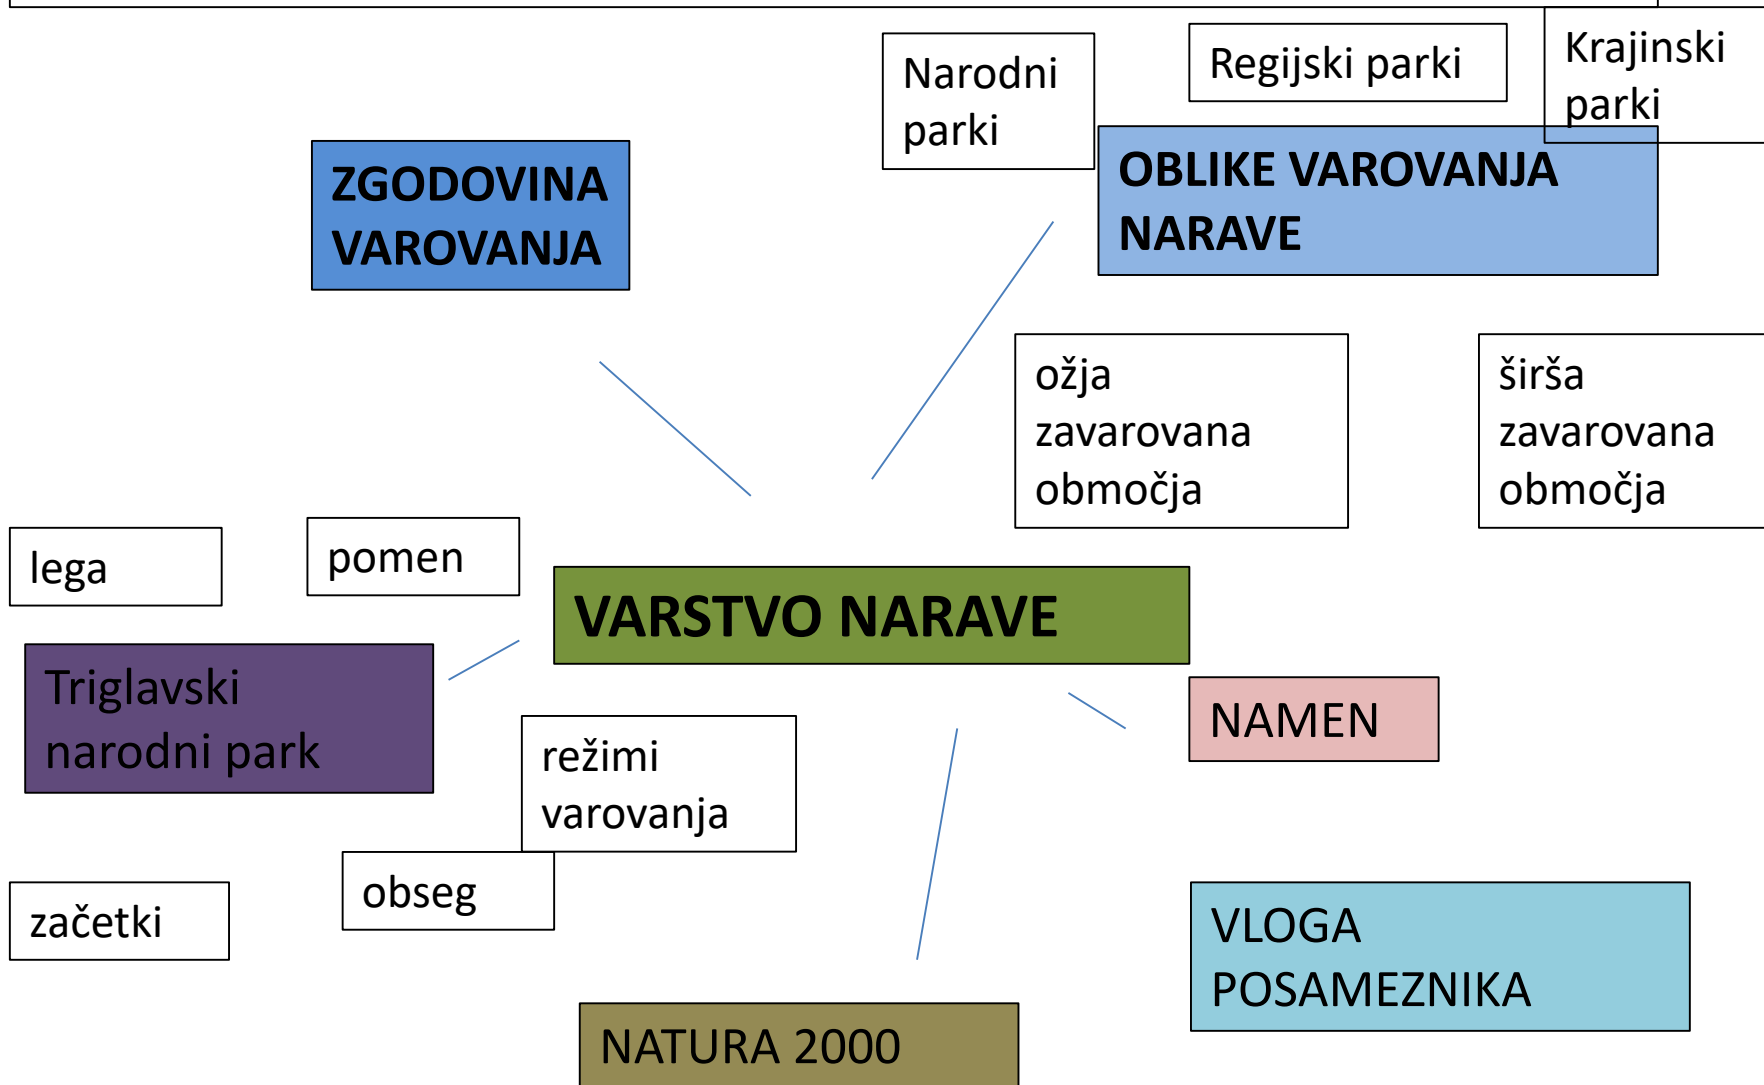 Narodni
parki
Regijski parki
Krajinski
parki
ZGODOVINA
VAROVANJA
OBLIKE VAROVANJA
NARAVE
ožja
zavarovana
območja
širša
zavarovana
območja
lega
pomen
VARSTVO NARAVE
Triglavski
narodni park
NAMEN
režimi
varovanja
obseg
začetki
VLOGA
POSAMEZNIKA
NATURA 2000